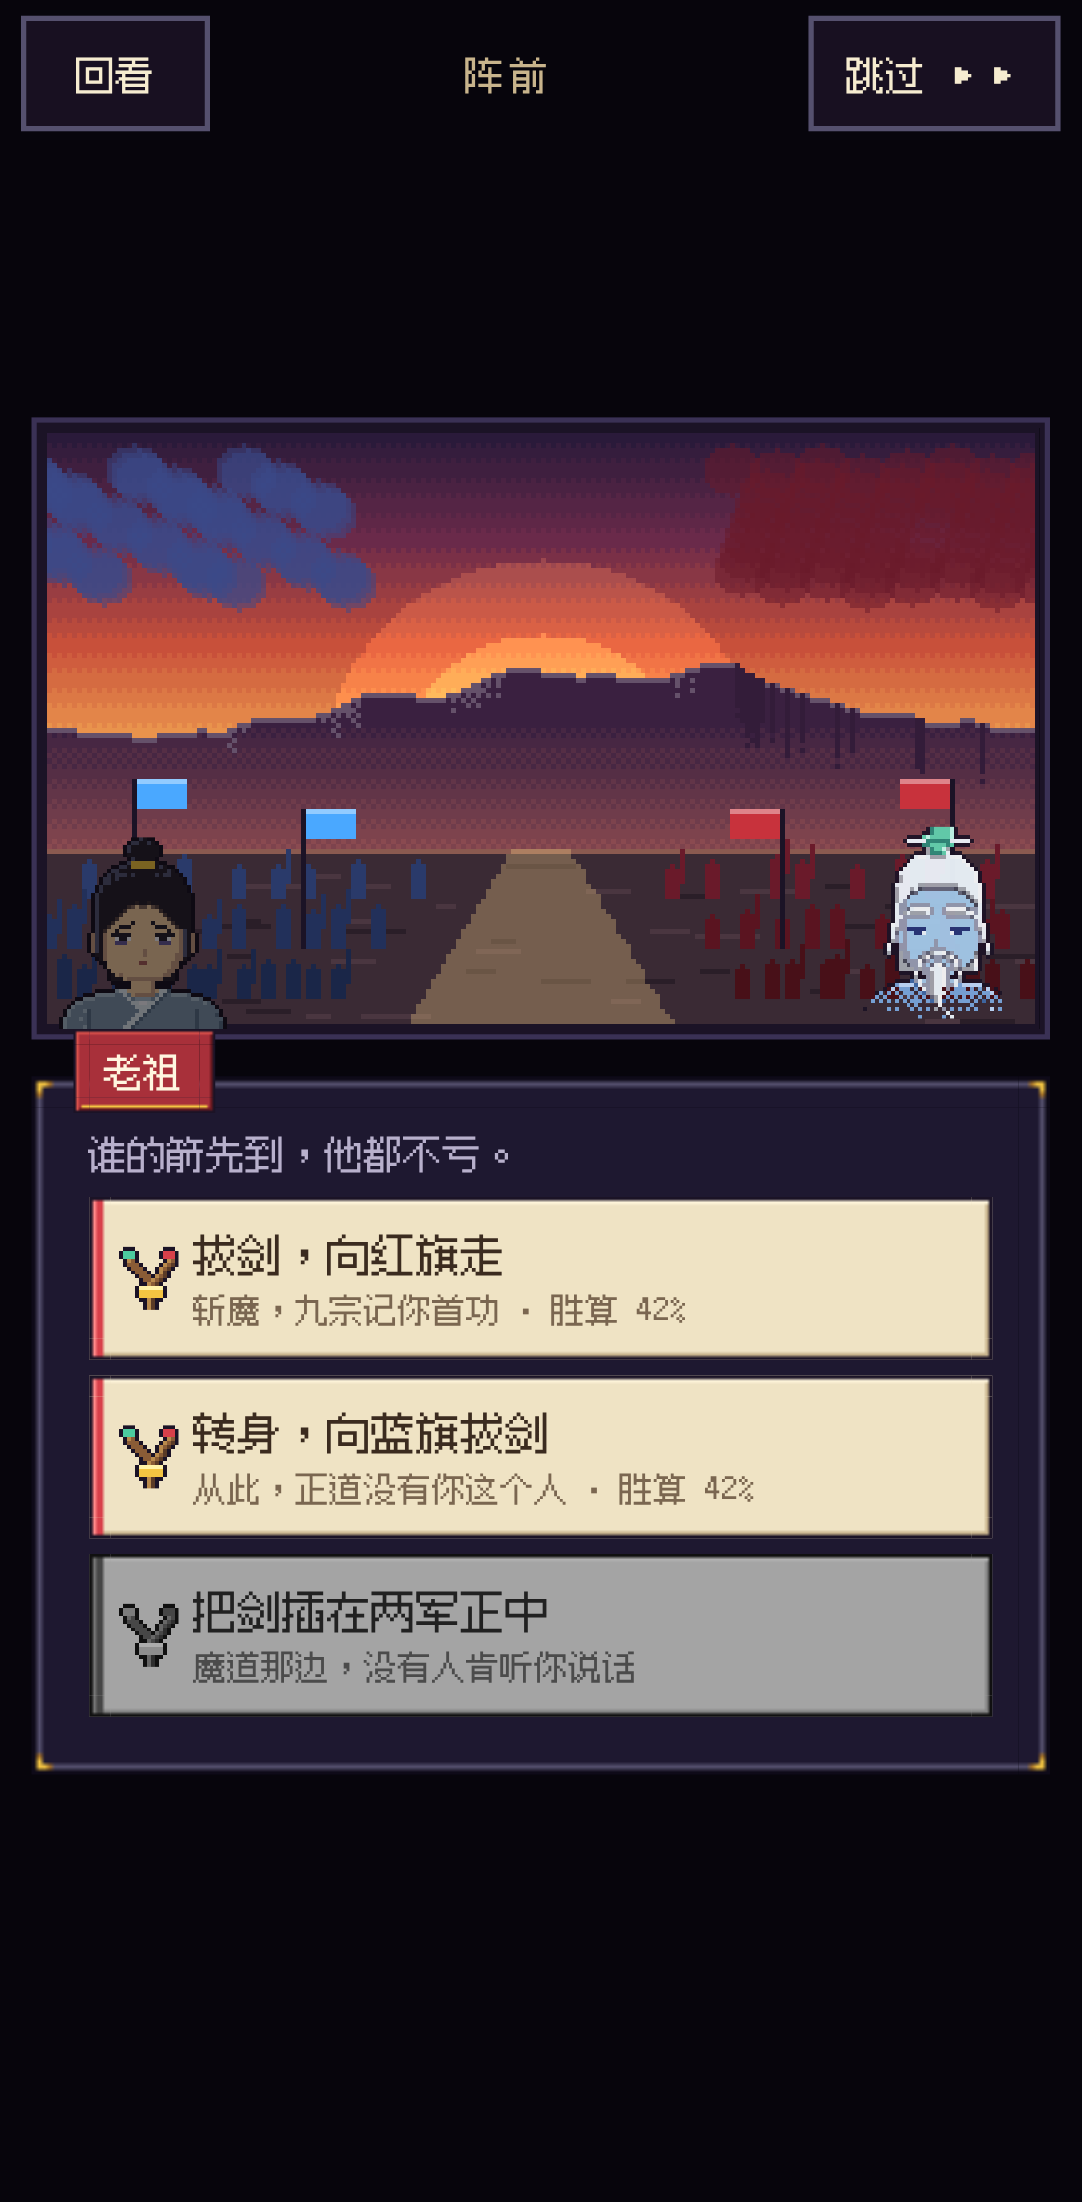 回看
阵前
跳过 ▶ ▶
老祖
谁的箭先到，他都不亏。
拔剑，向红旗走
斩魔，九宗记你首功 · 胜算 42%
转身，向蓝旗拔剑
从此，正道没有你这个人 · 胜算 42%
把剑插在两军正中
魔道那边，没有人肯听你说话